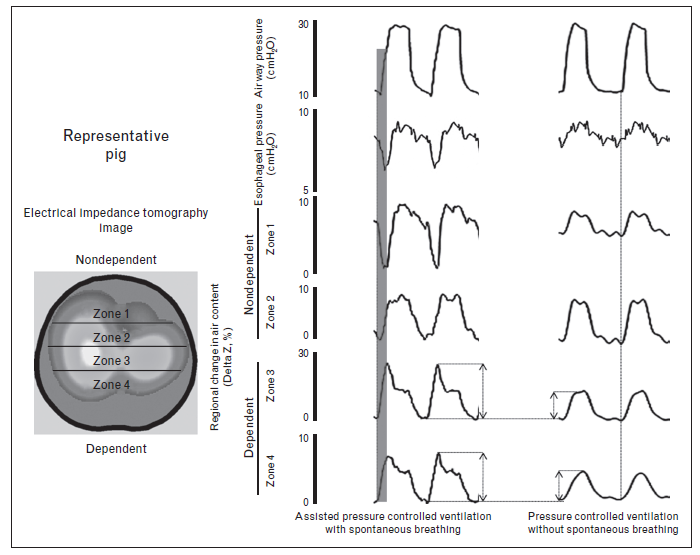 Representative
pig
Electrical impedance tomography
image
Nondependent
Zone 1
Zone 2
Zone 3
Zone 4
Dependent
Airway pressure
(cmH2O)
30
10
Esophageal pressure
(cmH2O)
10
5
Regional change in air content
(Delta Z, %)
Nondependent
Zone 1
10
0
Zone 2
10
0
Dependent
Zone 3
30
0
Zone 4
10
0
Assisted pressure controlled ventilation
with spontaneous breathing
Pressure controlled ventilation
without spontaneous breathing